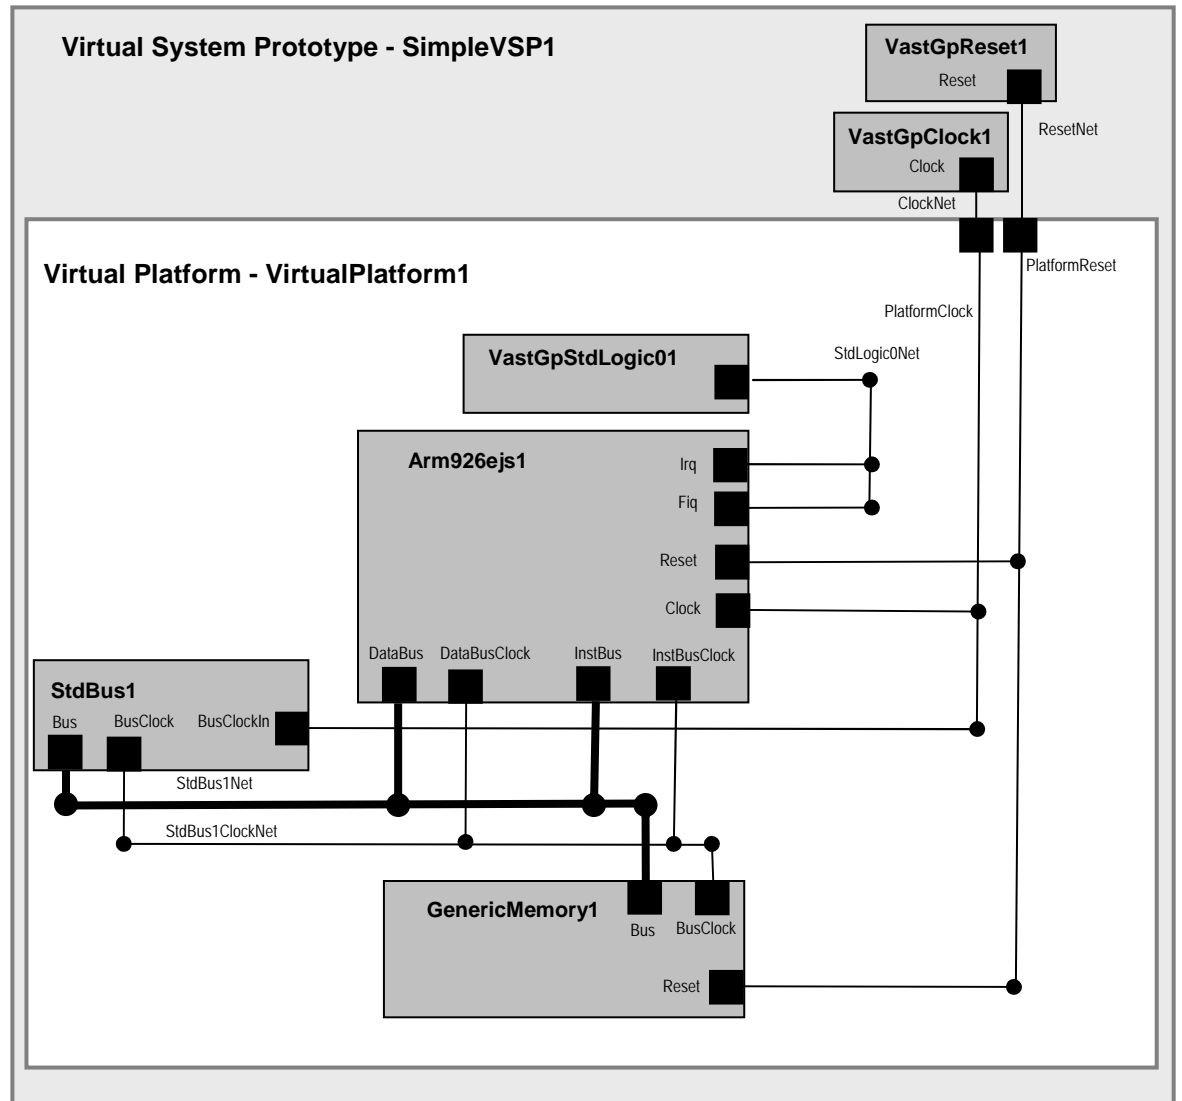 Virtual System Prototype - SimpleVSP1
VastGpReset1
Reset
ResetNet
VastGpClock1
Clock
ClockNet
Virtual Platform - VirtualPlatform1
PlatformReset
PlatformClock
VastGpStdLogic01
StdLogic0Net
Arm926ejs1
Irq
Fiq
Reset
Clock
DataBus
DataBusClock
InstBus
InstBusClock
StdBus1
Bus
BusClock
BusClockIn
StdBus1Net
StdBus1ClockNet
GenericMemory1
Bus
BusClock
Reset